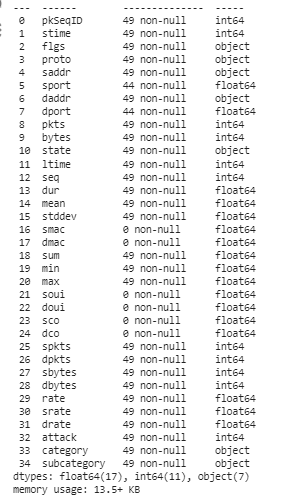 --- ------ -------------- -----
0 pkSeqID 49 non-null int64
1 stime 49 non-null int64
2 flgs 49 non-null object
3 proto 49 non-null object
4 saddr 49 non-null object
5 sport 44 non-null float64
6 daddr 49 non-null object
7 dport 44 non-null float64
8 pkts 49 non-null int64
9 bytes 49 non-null int64
10 state 49 non-null object
11 ltime 49 non-null int64
12 seq 49 non-null int64
13 dur 49 non-null float64
14 mean 49 non-null float64
15 stddev 49 non-null float64
16 smac 0 non-null float64
17 dmac 0 non-null float64
18 sum 49 non-null float64
19 min 49 non-null float64
20 max 49 non-null float64
21 soui 0 non-null float64
22 doui 0 non-null float64
23 sco 0 non-null float64
24 dco 0 non-null float64
25 spkts 49 non-null int64
26 dpkts 49 non-null int64
27 sbytes 49 non-null int64
28 dbytes 49 non-null int64
29 rate 49 non-null float64
30 srate 49 non-null float64
31 drate 49 non-null float64
32 attack 49 non-null int64
33 category 49 non-null object
34 subcategory 49 non-null object
dtypes: float64(17), int64(11), object(7)
memory usage: 13.5+ KB